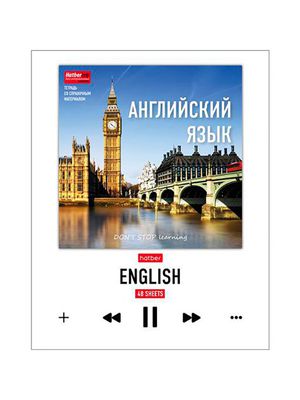 Hatber
ТЕТРАДЬ
СО СПРАВОЧНЫМ
МАТЕРИАЛОМ
АНГЛИЙСКИЙ
ЯЗЫК
DON'T STOP learning
hatber
ENGLISH
48 SHEETS